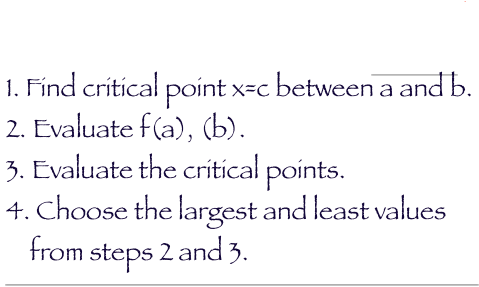 1. Find critical point x=c between a and b.
2. Evaluate f(a), (b).
3. Evaluate the critical points.
4. Choose the largest and least values
from steps 2 and 3.